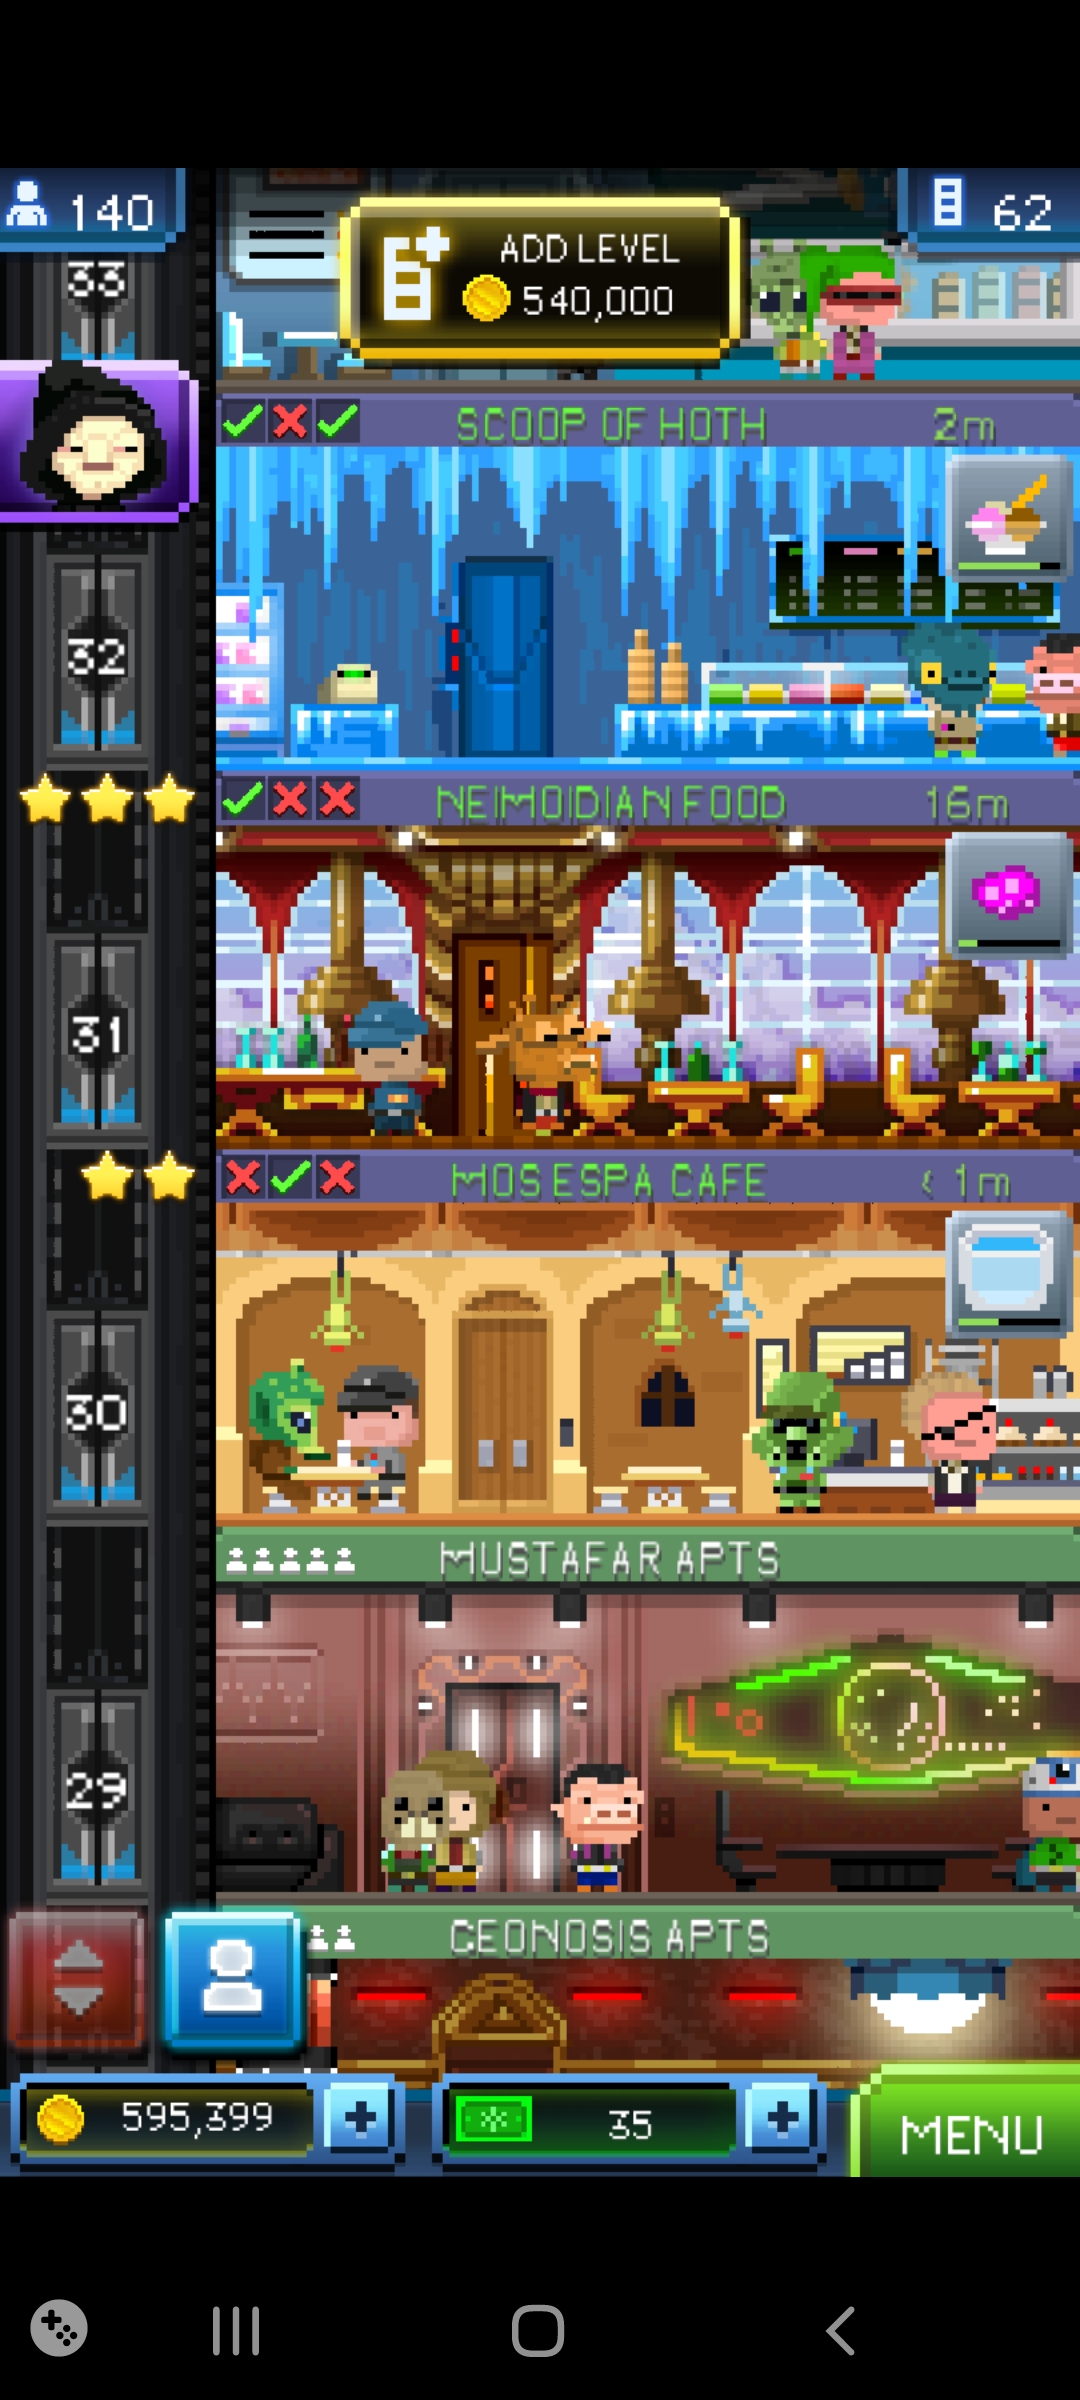 140
ADD LEVEL
540,000
62
33
SCOOP OF HOTH
2m
32
NEIMOIDIAN FOOD
16m
31
MOS ESPA CAFE
< 1m
30
MUSTAFAR APTS
29
GEONOSIS APTS
595,399
+
35
+
MENU